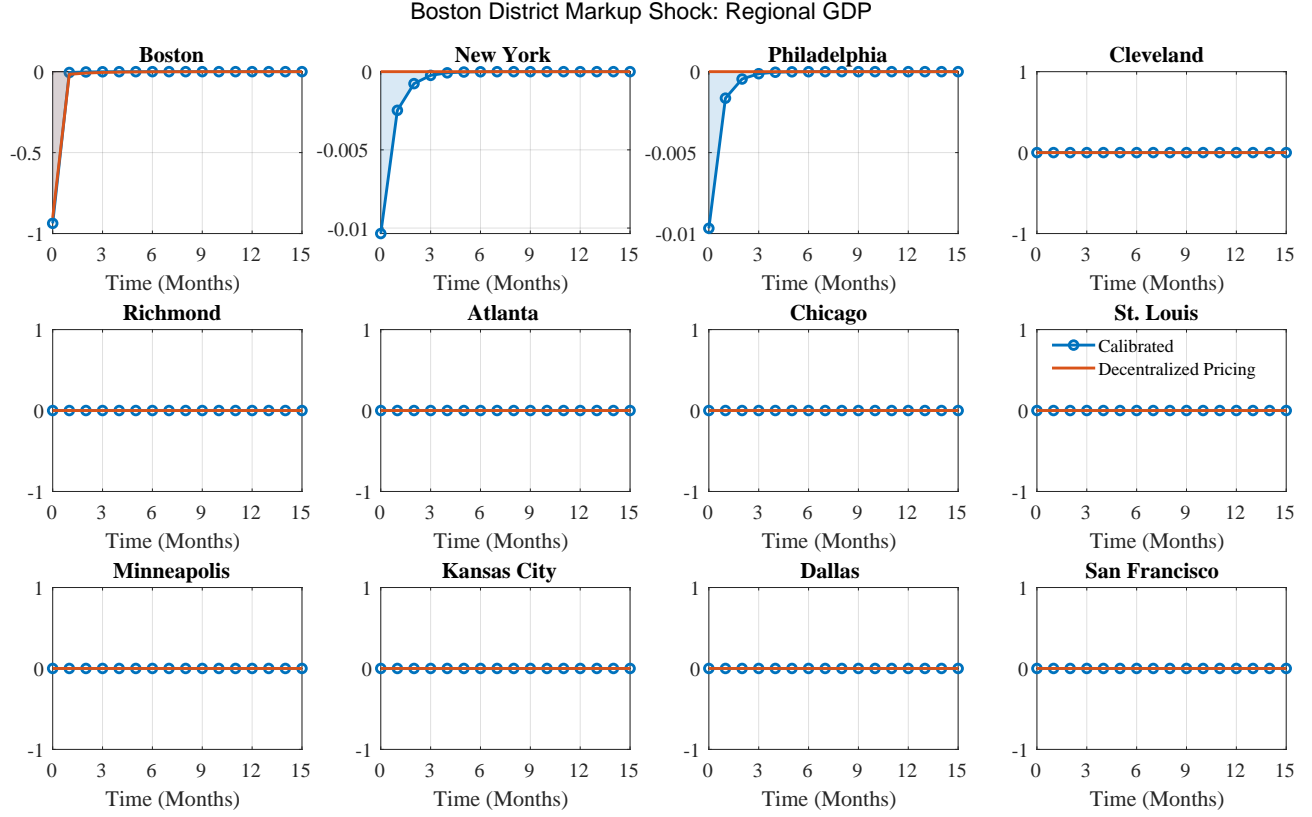 Boston District Markup Shock: Regional GDP
Boston
0
-0.5
-1
0 3 6 9 12 15
Time (Months)
New York
0
-0.005
-0.01
0 3 6 9 12 15
Time (Months)
Philadelphia
0
-0.005
-0.01
0 3 6 9 12 15
Time (Months)
Cleveland
1
0
-1
0 3 6 9 12 15
Time (Months)
Richmond
1
0
-1
0 3 6 9 12 15
Time (Months)
Atlanta
1
0
-1
0 3 6 9 12 15
Time (Months)
Chicago
1
0
-1
0 3 6 9 12 15
Time (Months)
St. Louis
1
0
-1
Calibrated
Decentralized Pricing
0 3 6 9 12 15
Time (Months)
Minneapolis
1
0
-1
0 3 6 9 12 15
Time (Months)
Kansas City
1
0
-1
0 3 6 9 12 15
Time (Months)
Dallas
1
0
-1
0 3 6 9 12 15
Time (Months)
San Francisco
1
0
-1
0 3 6 9 12 15
Time (Months)